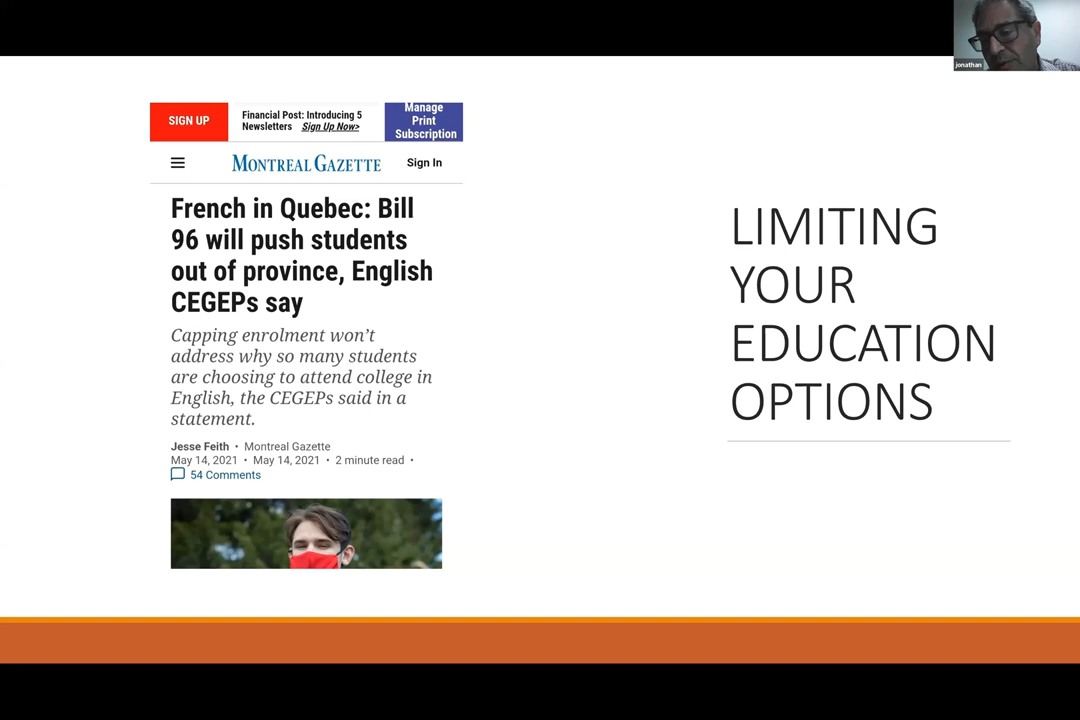 jonathan
SIGN UP
Financial Post: Introducing 5
Newsletters Sign Up Now>
Manage
Print
Subscription
MONTREAL GAZETTE
Sign In
French in Quebec: Bill
96 will push students
out of province, English
CEGEPs say
Capping enrolment won’t
address why so many students
are choosing to attend college in
English, the CEGEPs said in a
statement.
Jesse Feith • Montreal Gazette
May 14, 2021 • May 14, 2021 • 2 minute read •
54 Comments
LIMITING
YOUR
EDUCATION
OPTIONS